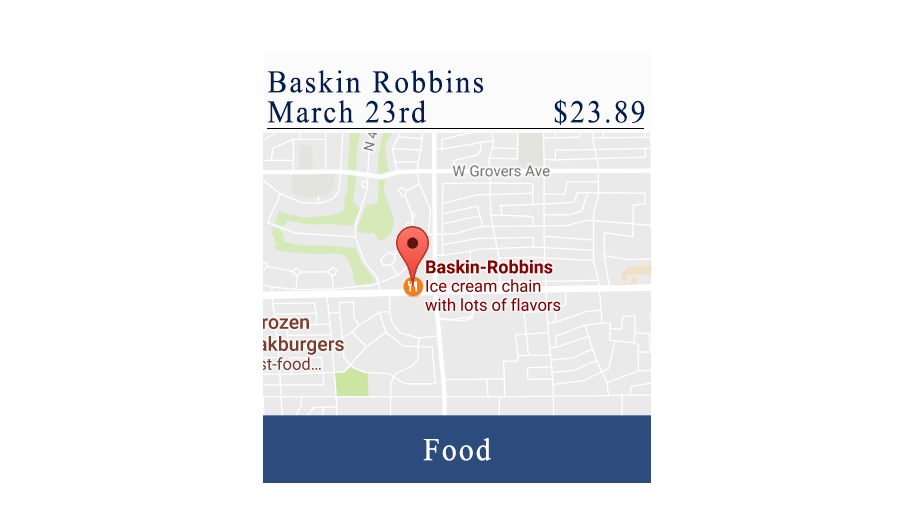 Baskin Robbins
March 23rd $23.89
N 4
W Grovers Ave
Baskin-Robbins
Ice cream chain
with lots of flavors
rozen
akburgers
st-food...
Food